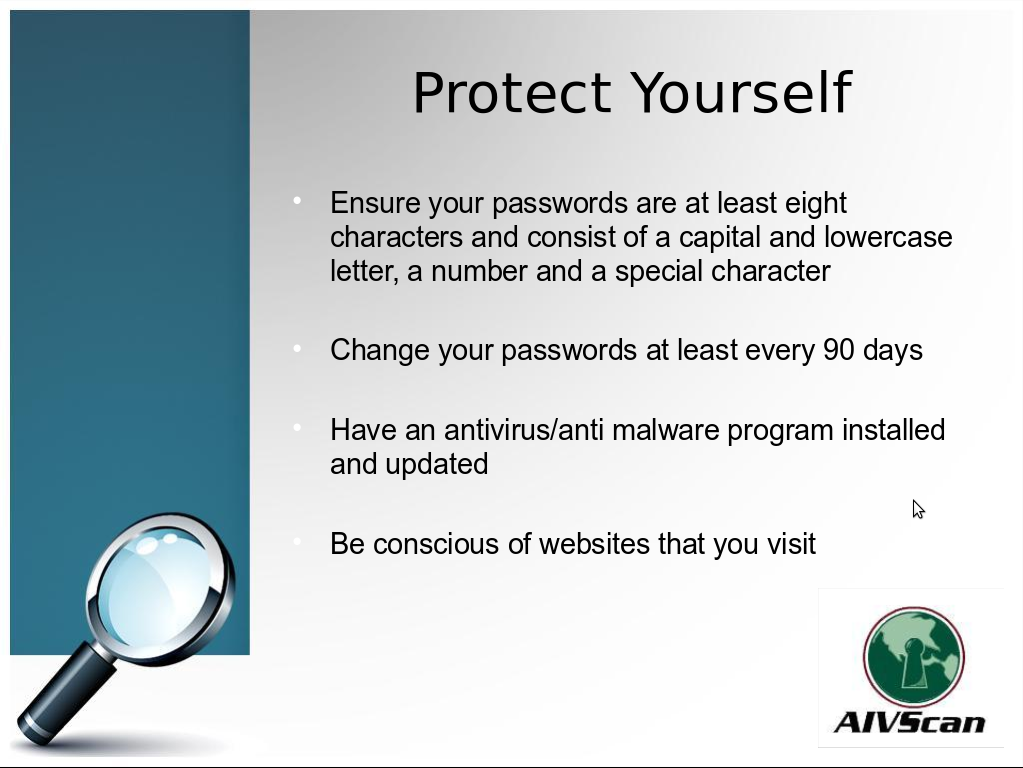 Protect Yourself
• Ensure your passwords are at least eight
characters and consist of a capital and lowercase
letter, a number and a special character
• Change your passwords at least every 90 days
• Have an antivirus/anti malware program installed
and updated
• Be conscious of websites that you visit
AIVScan